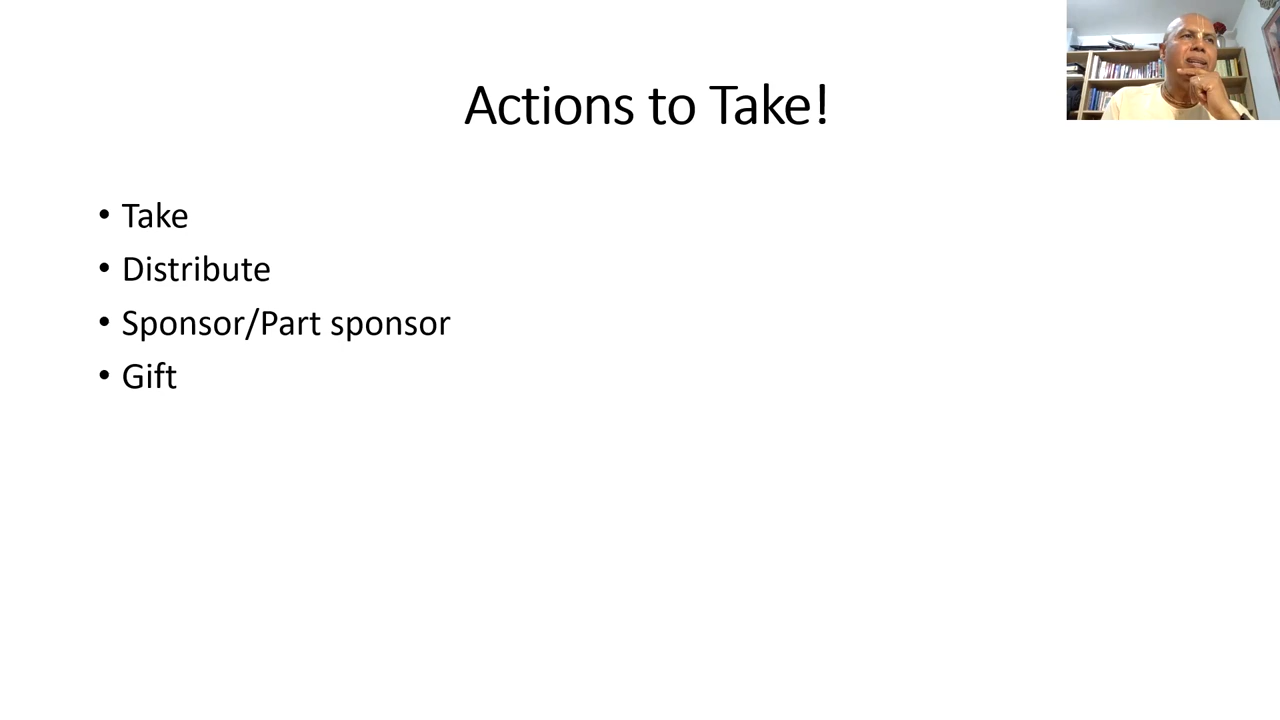 Actions to Take!
• Take
• Distribute
• Sponsor/Part sponsor
• Gift